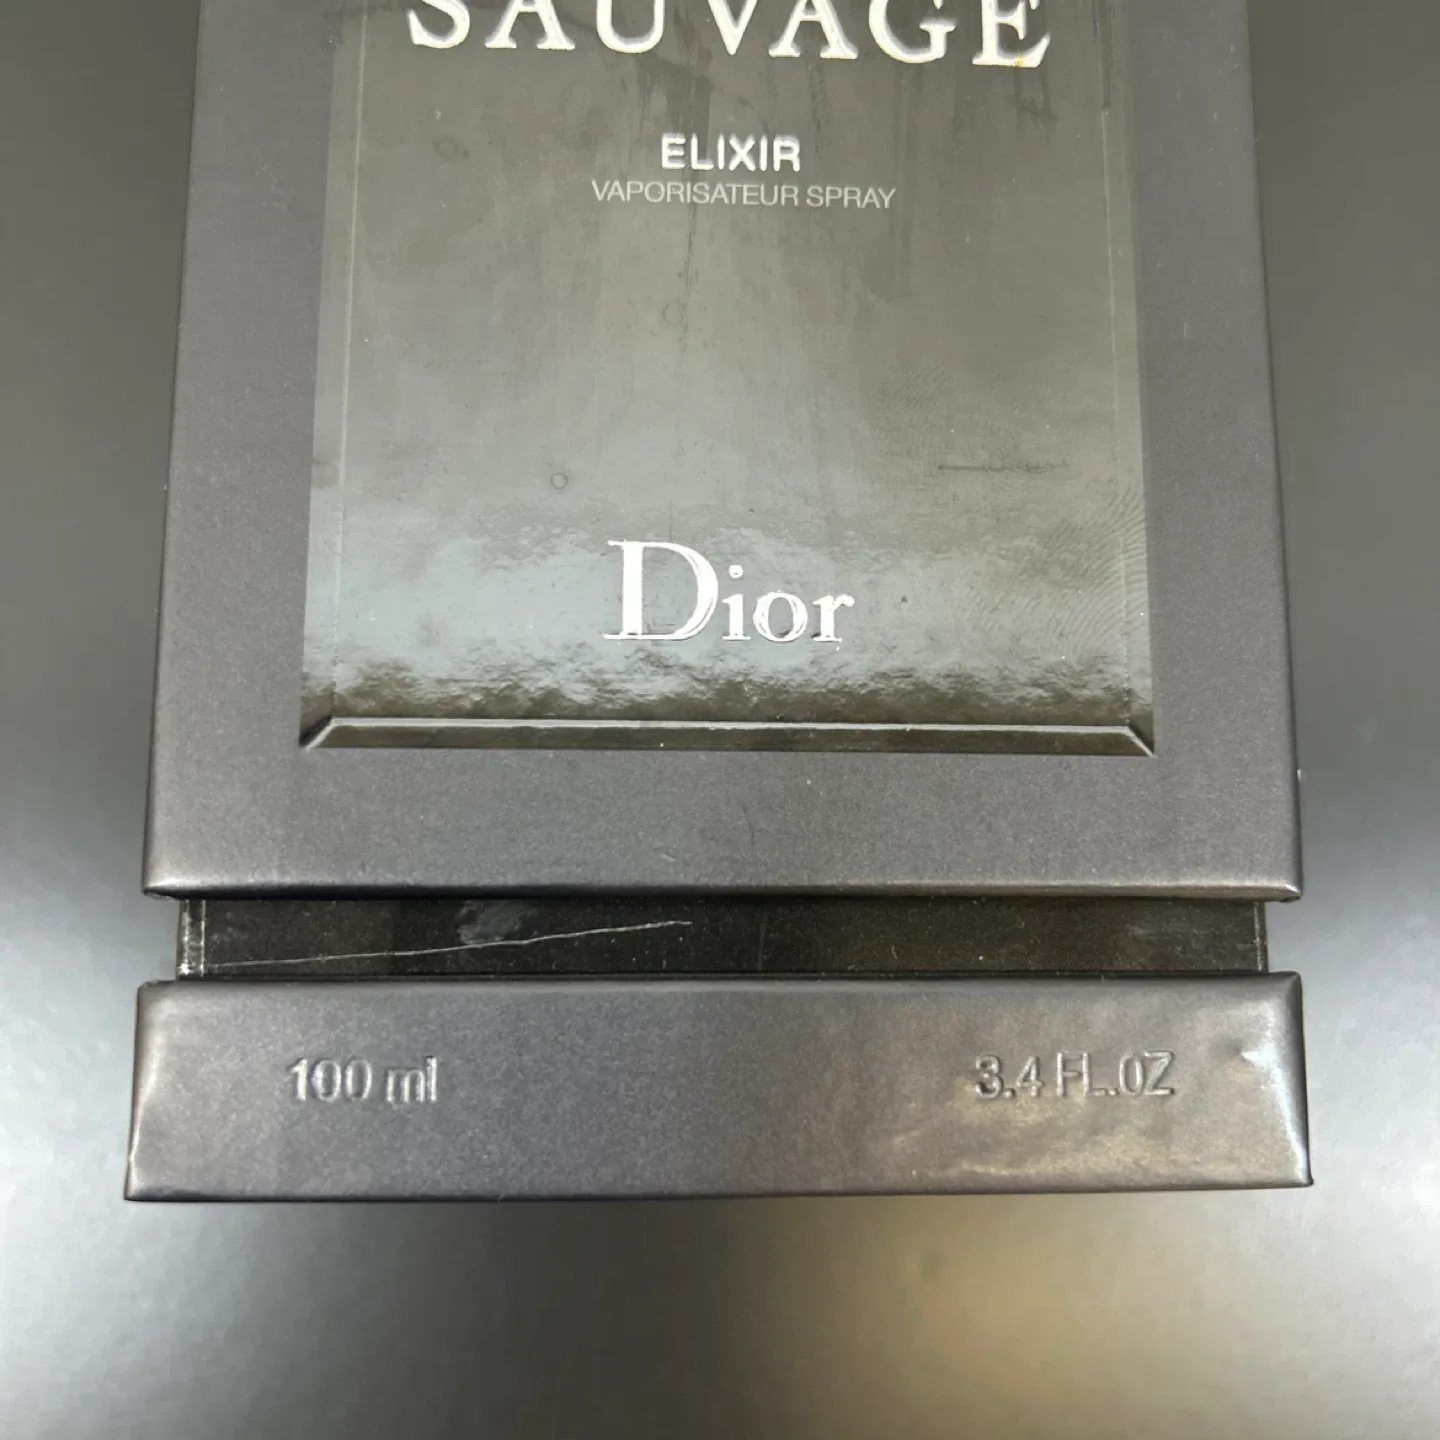 SAUVAGE
ELIXIR
VAPORISATEUR SPRAY
Dior
100 ml
3.4 FL.OZ